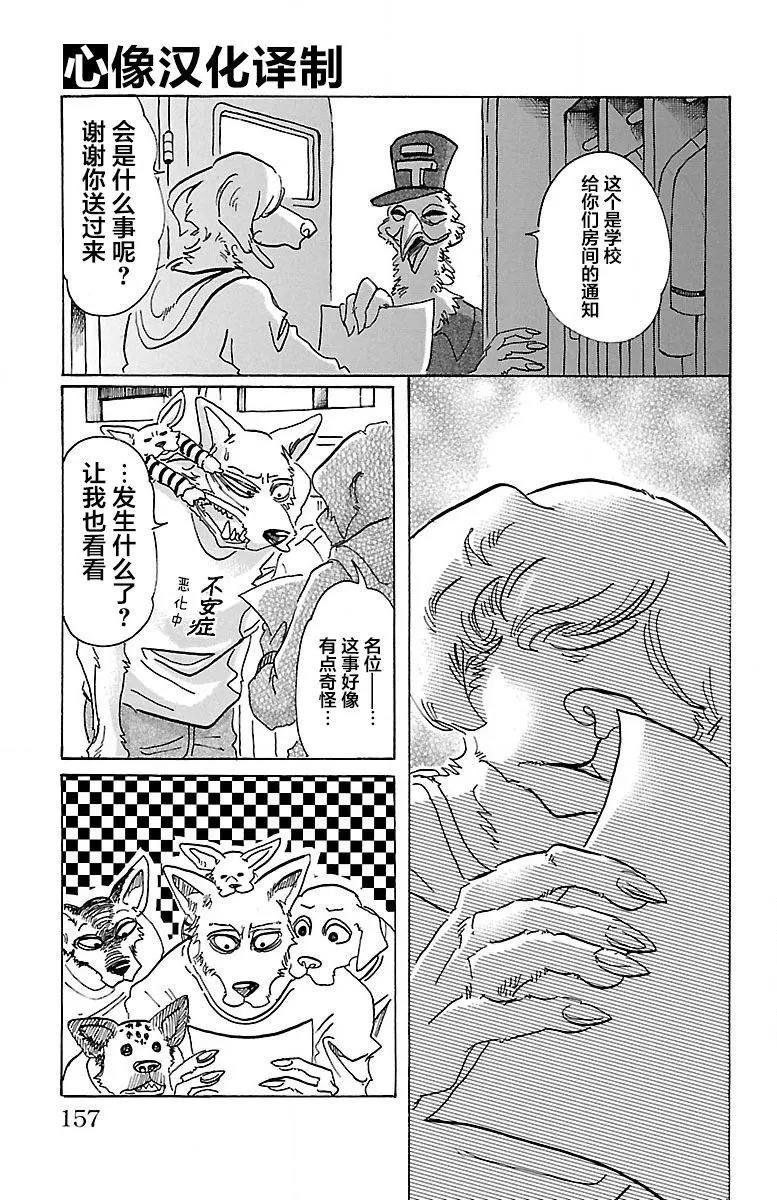 心像汉化译制
这个是学校
给你们房间的通知
会是什么事呢？
谢谢你送过来
…发生什么了？
让我也看看
不安症
恶化中
名位——…
这事好像
有点奇怪…
157